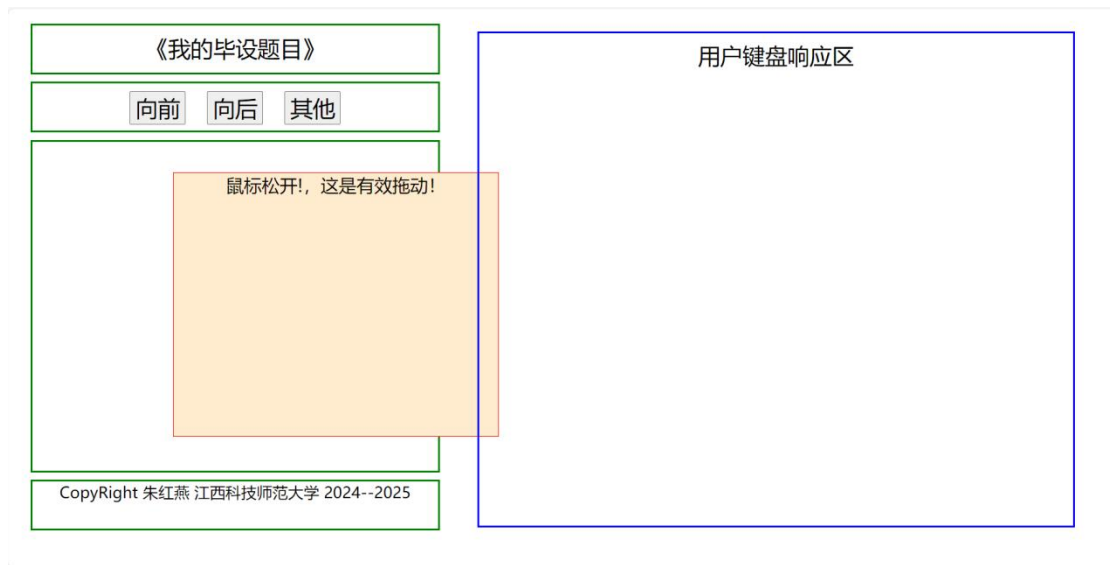 《我的毕设题目》
向前 向后 其他
鼠标松开!，这是有效拖动!
CopyRight 朱红燕 江西科技师范大学 2024--2025
用户键盘响应区